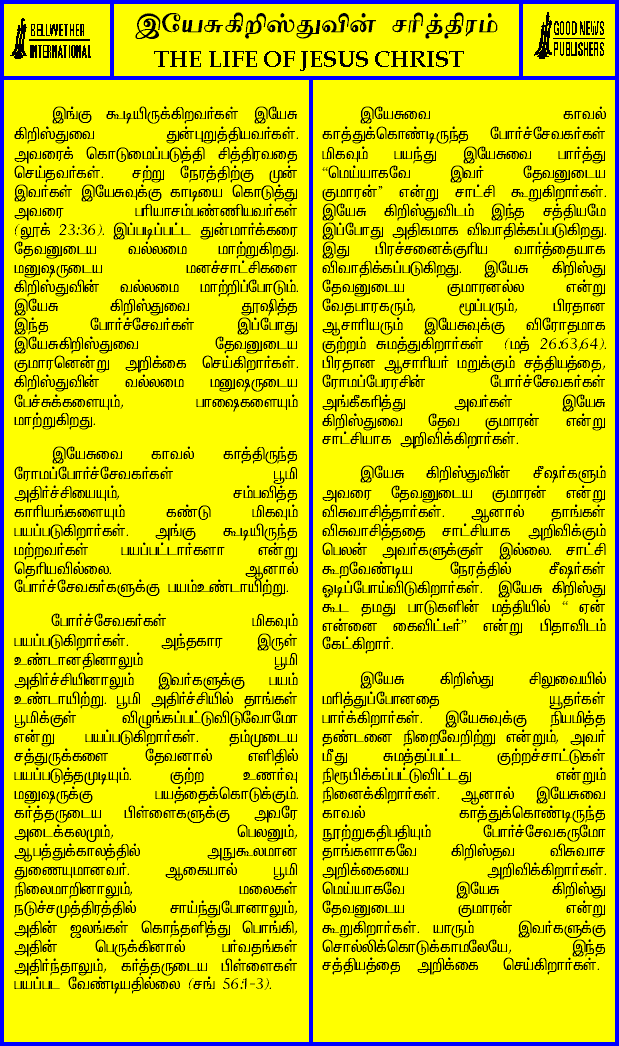 BELLWETHER
INTERNATIONAL
இயேசுகிறிஸ்துவின் சரித்திரம்
THE LIFE OF JESUS CHRIST
GOOD NEWS
PUBLISHERS
இங்கு கூடியிருக்கிறவர்கள் இயேசு
கிறிஸ்துவை துன்புறுத்தியவர்கள்.
அவரைக் கொடுமைப்படுத்தி சித்திரவதை
செய்தவர்கள். சற்று நேரத்திற்கு முன்
இவர்கள் இயேசுவுக்கு காடியை கொடுத்து
அவரை பரியாசம்பண்ணியவர்கள்
(லூக் 23:36). இப்படிப்பட்ட துன்மார்க்கரை
தேவனுடைய வல்லமை மாற்றுகிறது.
மனுஷருடைய மனச்சாட்சிகளை
கிறிஸ்துவின் வல்லமை மாற்றிப்போடும்.
இயேசு கிறிஸ்துவை தூஷித்த
இந்த போர்ச்சேவர்கள் இப்போது
இயேசுகிறிஸ்துவை தேவனுடைய
குமாரனென்று அறிக்கை செய்கிறார்கள்.
கிறிஸ்துவின் வல்லமை மனுஷருடைய
பேச்சுக்களையும், பாஷைகளையும்
மாற்றுகிறது.
இயேசுவை காவல் காத்திருந்த
ரோமப்போர்ச்சேவகர்கள் பூமி
அதிர்ச்சியையும், சம்பவித்த
காரியங்களையும் கண்டு மிகவும்
பயப்படுகிறார்கள். அங்கு கூடியிருந்த
மற்றவர்கள் பயப்பட்டார்களா என்று
தெரியவில்லை. ஆனால்
போர்ச்சேவகர்களுக்கு பயம்உண்டாயிற்று.
போர்ச்சேவகர்கள் மிகவும்
பயப்படுகிறார்கள். அந்தகார இருள்
உண்டானதினாலும் பூமி
அதிர்ச்சியினாலும் இவர்களுக்கு பயம்
உண்டாயிற்று. பூமி அதிர்ச்சியில் தாங்கள்
பூமிக்குள் விழுங்கப்பட்டுவிடுவோமோ
என்று பயப்படுகிறார்கள். தம்முடைய
சத்துருக்களை தேவனால் எளிதில்
பயப்படுத்தமுடியும். குற்ற உணர்வு
மனுஷருக்கு பயத்தைக்கொடுக்கும்.
கர்த்தருடைய பிள்ளைகளுக்கு அவரே
அடைக்கலமும், பெலனும்,
ஆபத்துக்காலத்தில் அநுகூலமான
துணையுமானவர். ஆகையால் பூமி
நிலைமாறினாலும், மலைகள்
நடுச்சமுத்திரத்தில் சாய்ந்துபோனாலும்,
அதின் ஜலங்கள் கொந்தளித்து பொங்கி,
அதின் பெருக்கினால் பர்வதங்கள்
அதிர்ந்தாலும், கர்த்தருடைய பிள்ளைகள்
பயப்பட வேண்டியதில்லை (சங் 56:1-3).
இயேசுவை காவல்
காத்துக்கொண்டிருந்த போர்ச்சேவகர்கள்
மிகவும் பயந்து இயேசுவை பார்த்து
“மெய்யாகவே இவர் தேவனுடைய
குமாரன்” என்று சாட்சி கூறுகிறார்கள்.
இயேசு கிறிஸ்துவிடம் இந்த சத்தியமே
இப்போது அதிகமாக விவாதிக்கப்படுகிறது.
இது பிரச்சனைக்குரிய வார்த்தையாக
விவாதிக்கப்படுகிறது. இயேசு கிறிஸ்து
தேவனுடைய குமாரனல்ல என்று
வேதபாரகரும், மூப்பரும், பிரதான
ஆசாரியரும் இயேசுவுக்கு விரோதமாக
குற்றம் சுமத்துகிறார்கள் (மத் 26:63,64).
பிரதான ஆசாரியர் மறுக்கும் சத்தியத்தை,
ரோமப்பேரரசின் போர்ச்சேவகர்கள்
அங்கீகரித்து அவர்கள் இயேசு
கிறிஸ்துவை தேவ குமாரன் என்று
சாட்சியாக அறிவிக்கிறார்கள்.
இயேசு கிறிஸ்துவின் சீஷர்களும்
அவரை தேவனுடைய குமாரன் என்று
விசுவாசித்தார்கள். ஆனால் தாங்கள்
விசுவாசித்ததை சாட்சியாக அறிவிக்கும்
பெலன் அவர்களுக்குள் இல்லை. சாட்சி
கூறவேண்டிய நேரத்தில் சீஷர்கள்
ஓடிப்போய்விடுகிறார்கள். இயேசு கிறிஸ்து
கூட தமது பாடுகளின் மத்தியில் “ ஏன்
என்னை கைவிட்டீர்” என்று பிதாவிடம்
கேட்கிறார்.
இயேசு கிறிஸ்து சிலுவையில்
மரித்துப்போனதை யூதர்கள்
பார்க்கிறார்கள். இயேசுவுக்கு நியமித்த
தண்டனை நிறைவேறிற்று என்றும், அவர்
மீது சுமத்தப்பட்ட குற்றச்சாட்டுகள்
நிரூபிக்கப்பட்டுவிட்டது என்றும்
நினைக்கிறார்கள். ஆனால் இயேசுவை
காவல் காத்துக்கொண்டிருந்த
நூற்றுக்கதிபதியும் போர்ச்சேவகருமோ
தாங்களாகவே கிறிஸ்தவ விசுவாச
அறிக்கையை அறிவிக்கிறார்கள்.
மெய்யாகவே இயேசு கிறிஸ்து
தேவனுடைய குமாரன் என்று
கூறுகிறார்கள். யாரும் இவர்களுக்கு
சொல்லிக்கொடுக்காமலேயே, இந்த
சத்தியத்தை அறிக்கை செய்கிறார்கள்.